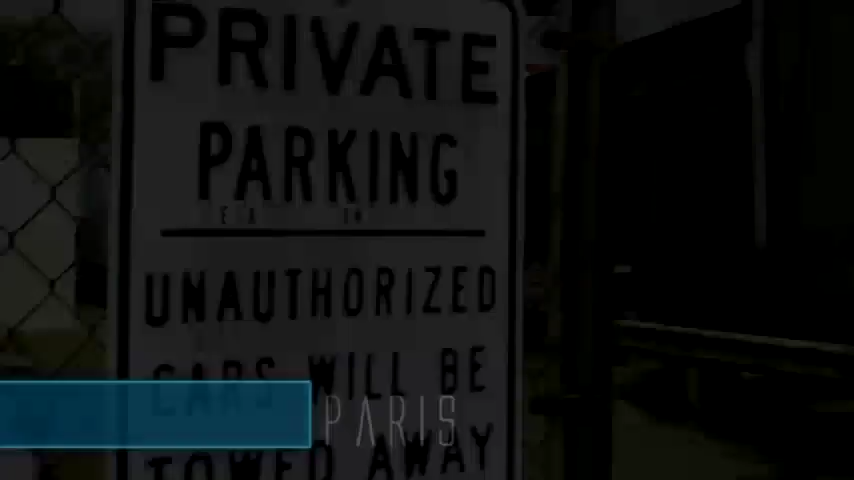 PRIVATE
PARKING
UNAUTHORIZED
CARS WILL BE
PARIS
TOWED AWAY